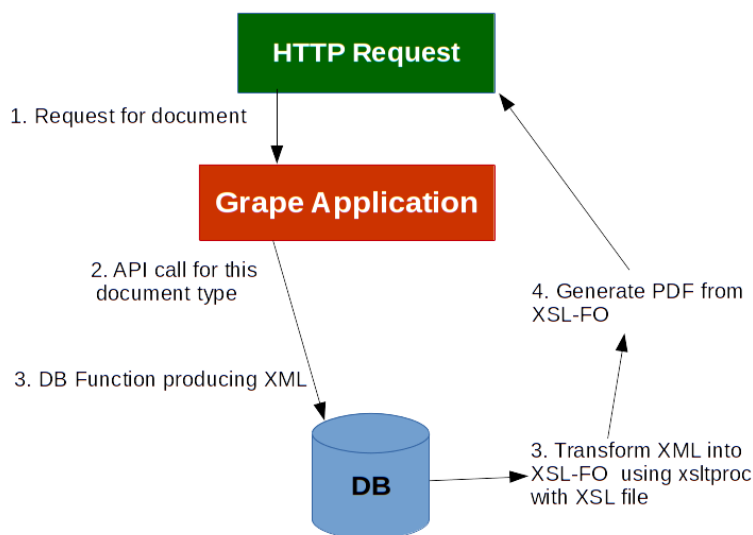 HTTP Request
1. Request for document
Grape Application
2. API call for this
document type
4. Generate PDF from
XSL-FO
3. DB Function producing XML
3. Transform XML into
XSL-FO using xsltproc
with XSL file
DB